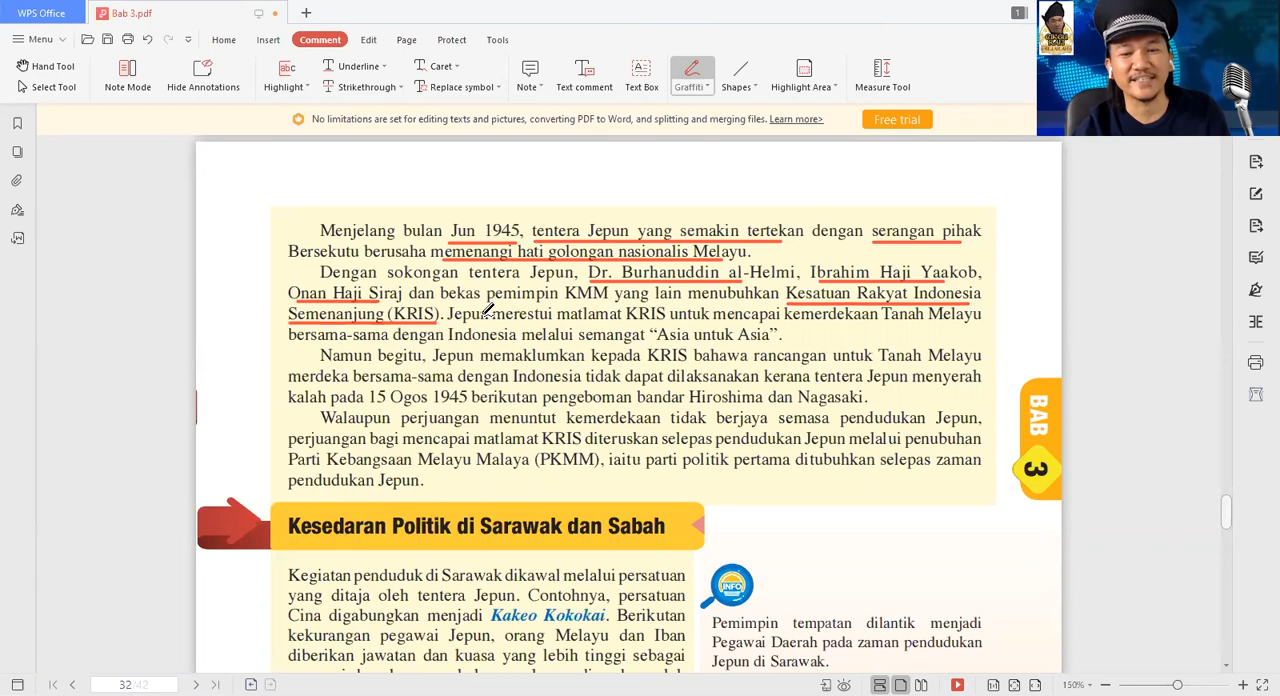 WPS Office
Bab 3.pdf
1
Menu
Home
Insert
Comment
Edit
Page
Protect
Tools
Hand Tool
Select Tool
Note Mode
Hide Annotations
Highlight
Underline
Strikethrough
Caret
Replace symbol
Note
Text comment
Text Box
Graffiti
Shapes
Highlight Area
Measure Tool
No limitations are set for editing texts and pictures, converting PDF to Word, and splitting and merging files. Learn more>
Free trial
Menjelang bulan Jun 1945, tentera Jepun yang semakin tertekan dengan serangan pihak
Bersekutu berusaha memenangi hati golongan nasionalis Melayu.
Dengan sokongan tentera Jepun, Dr. Burhanuddin al-Helmi, Ibrahim Haji Yaakob,
Onan Haji Siraj dan bekas pemimpin KMM yang lain menubuhkan Kesatuan Rakyat Indonesia
Semenanjung (KRIS). Jepun merestui matlamat KRIS untuk mencapai kemerdekaan Tanah Melayu
bersama-sama dengan Indonesia melalui semangat “Asia untuk Asia”.
Namun begitu, Jepun memaklumkan kepada KRIS bahawa rancangan untuk Tanah Melayu
merdeka bersama-sama dengan Indonesia tidak dapat dilaksanakan kerana tentera Jepun menyerah
kalah pada 15 Ogos 1945 berikutan pengeboman bandar Hiroshima dan Nagasaki.
Walaupun perjuangan menuntut kemerdekaan tidak berjaya semasa pendudukan Jepun,
perjuangan bagi mencapai matlamat KRIS diteruskan selepas pendudukan Jepun melalui penubuhan
Parti Kebangsaan Melayu Malaya (PKMM), iaitu parti politik pertama ditubuhkan selepas zaman
pendudukan Jepun.
BAB
3
Kesedaran Politik di Sarawak dan Sabah
Kegiatan penduduk di Sarawak dikawal melalui persatuan
yang ditaja oleh tentera Jepun. Contohnya, persatuan
Cina digabungkan menjadi Kakeo Kokokai. Berikutan
kekurangan pegawai Jepun, orang Melayu dan Iban
diberikan jawatan dan kuasa yang lebih tinggi sebagai
INFO
Pemimpin tempatan dilantik menjadi
Pegawai Daerah pada zaman pendudukan
Jepun di Sarawak.
32/42
150%